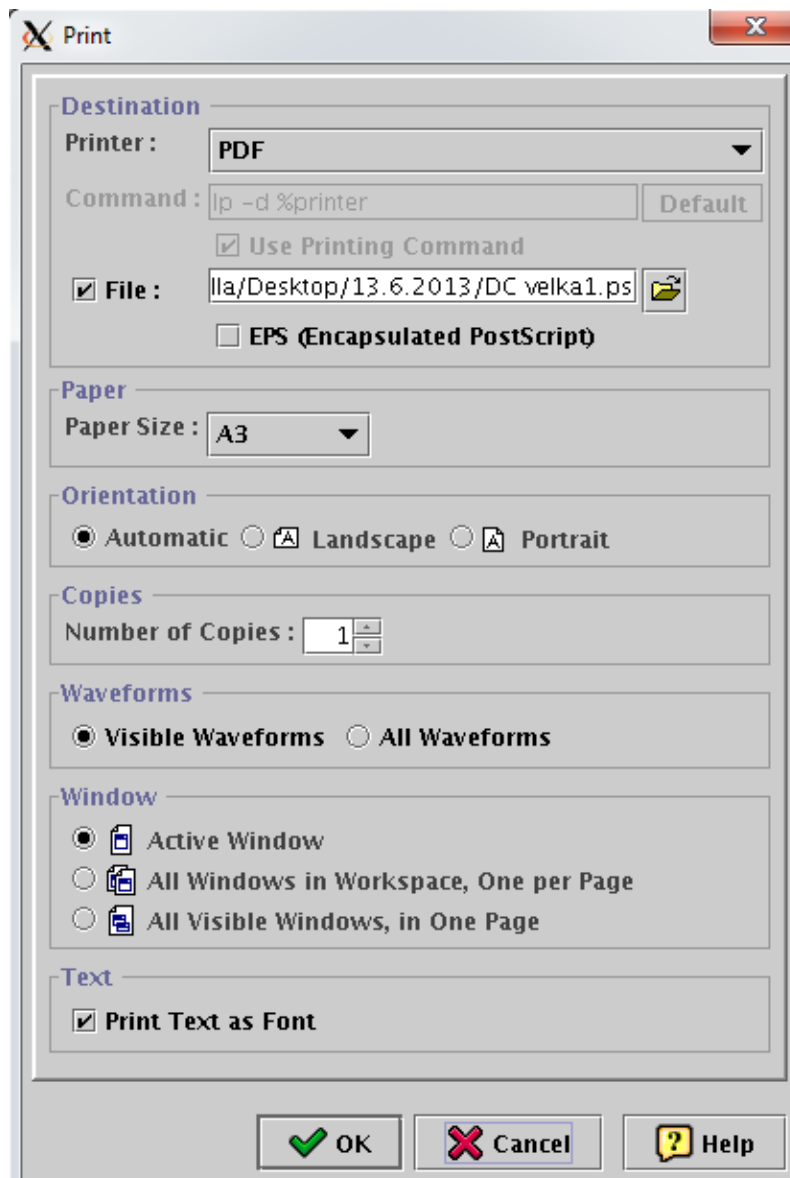 Print
Destination
Printer : PDF
Command : lp -d %printer Default
Use Printing Command
File : lla/Desktop/13.6.2013/DC velka1.ps
EPS (Encapsulated PostScript)
Paper
Paper Size : A3
Orientation
Automatic A Landscape A Portrait
Copies
Number of Copies : 1
Waveforms
Visible Waveforms All Waveforms
Window
Active Window
All Windows in Workspace, One per Page
All Visible Windows, in One Page
Text
Print Text as Font
OK Cancel ? Help